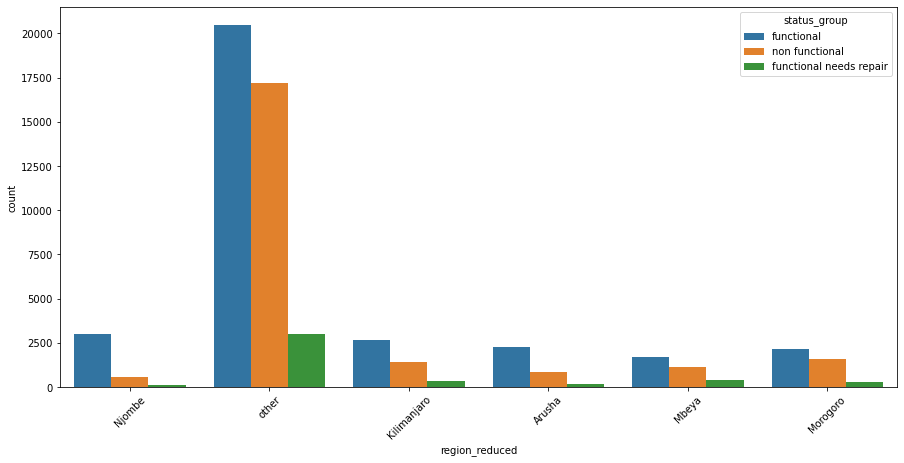 status_group
functional
non functional
functional needs repair
20000
17500
15000
12500
10000
7500
5000
2500
0
count
Njombe
other
Kilimanjaro
Arusha
Mbeya
Morogoro
region_reduced